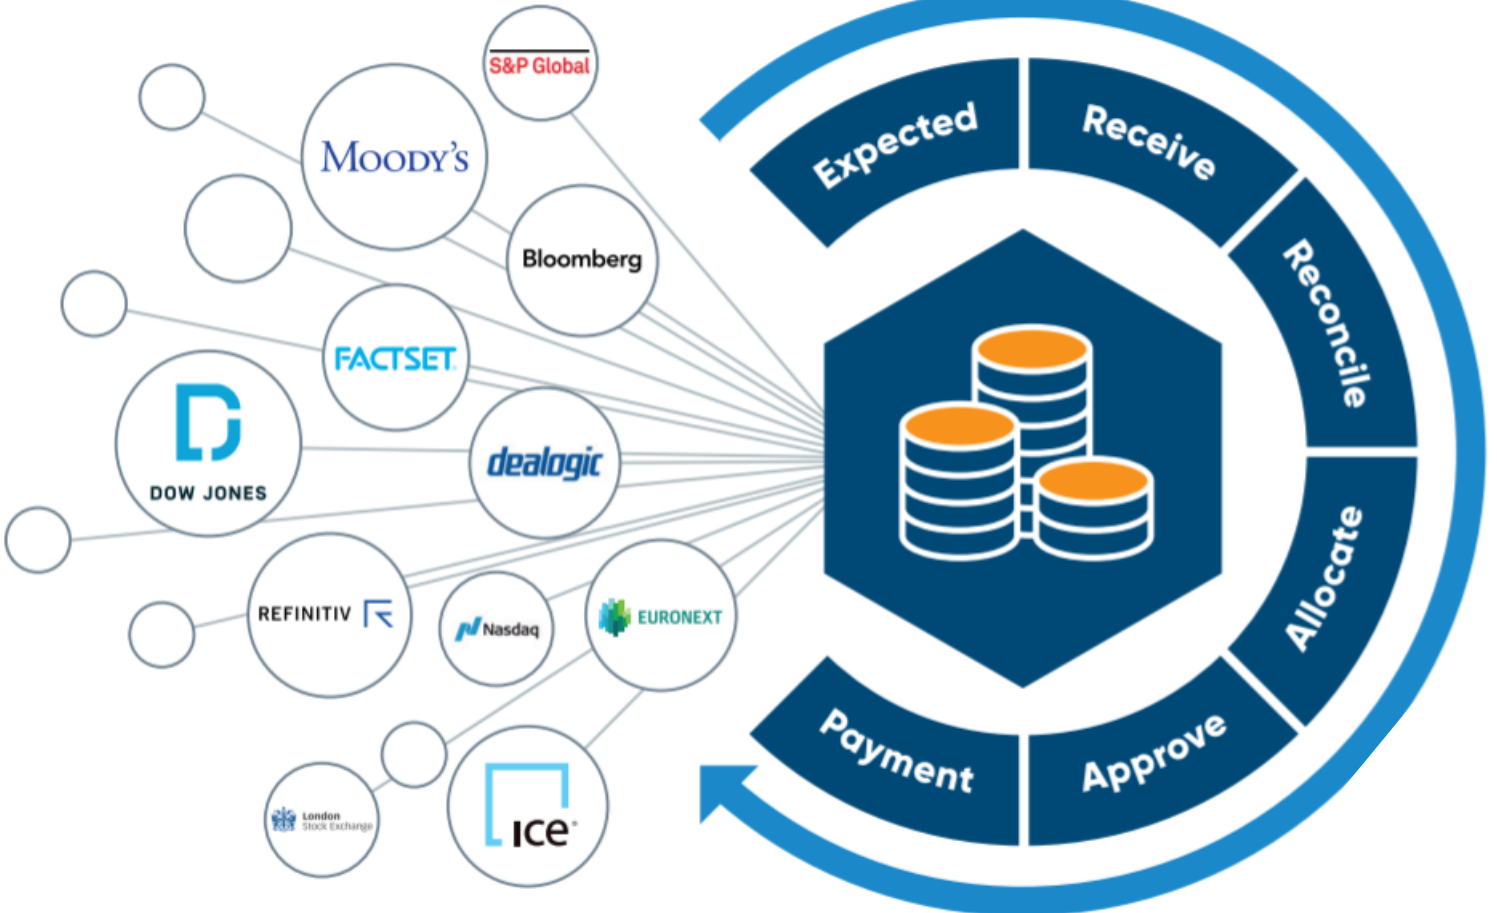 S&P Global
MOODY'S
Bloomberg
FACTSET
DOW JONES
dealogic
REFINITIV
Nasdaq
EURONEXT
London
Stock Exchange
ice
Expected
Receive
Reconcile
Allocate
Approve
Payment